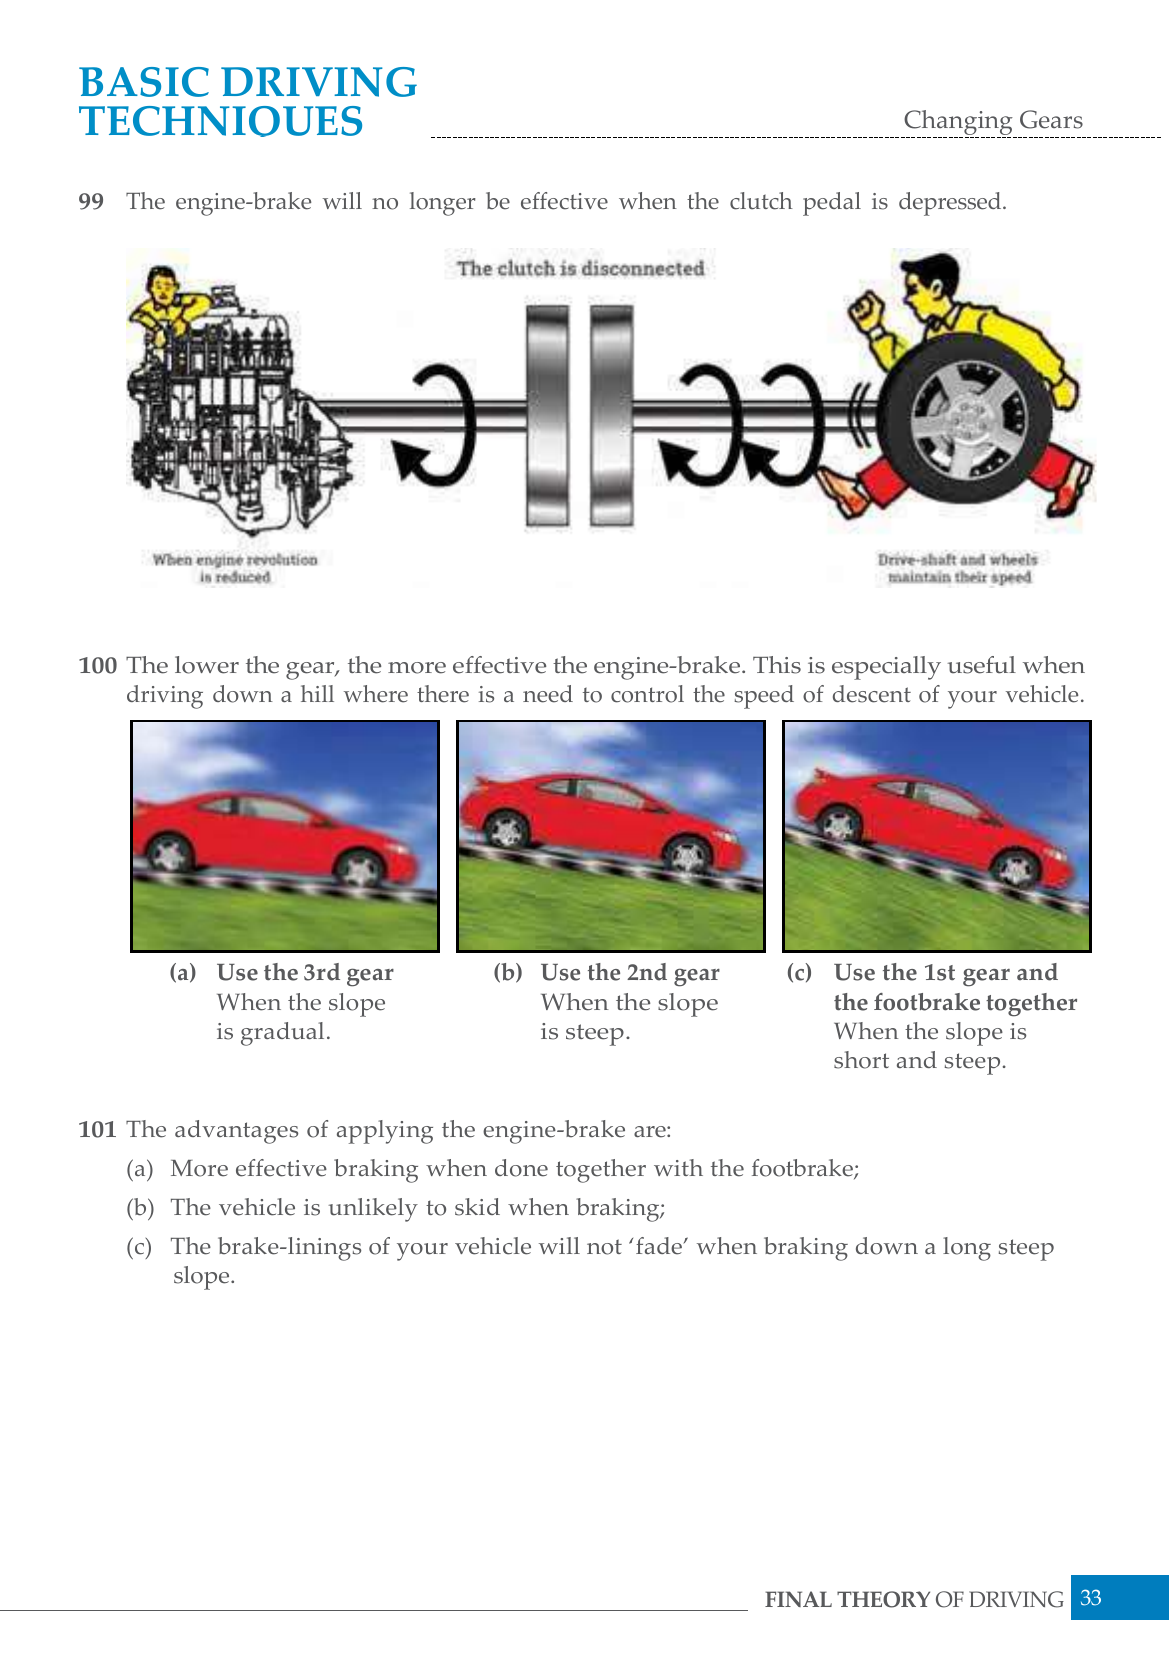 BASIC DRIVING
TECHNIQUES
Changing Gears
99 The engine-brake will no longer be effective when the clutch pedal is depressed.
The clutch is disconnected
When engine revolution
is reduced
Drive-shaft and wheels
maintain their speed
100 The lower the gear, the more effective the engine-brake. This is especially useful when
driving down a hill where there is a need to control the speed of descent of your vehicle.
(a) Use the 3rd gear
When the slope
is gradual.
(b) Use the 2nd gear
When the slope
is steep.
(c) Use the 1st gear and
the footbrake together
When the slope is
short and steep.
101 The advantages of applying the engine-brake are:
(a) More effective braking when done together with the footbrake;
(b) The vehicle is unlikely to skid when braking;
(c) The brake-linings of your vehicle will not ‘fade’ when braking down a long steep
slope.
FINAL THEORY OF DRIVING 33